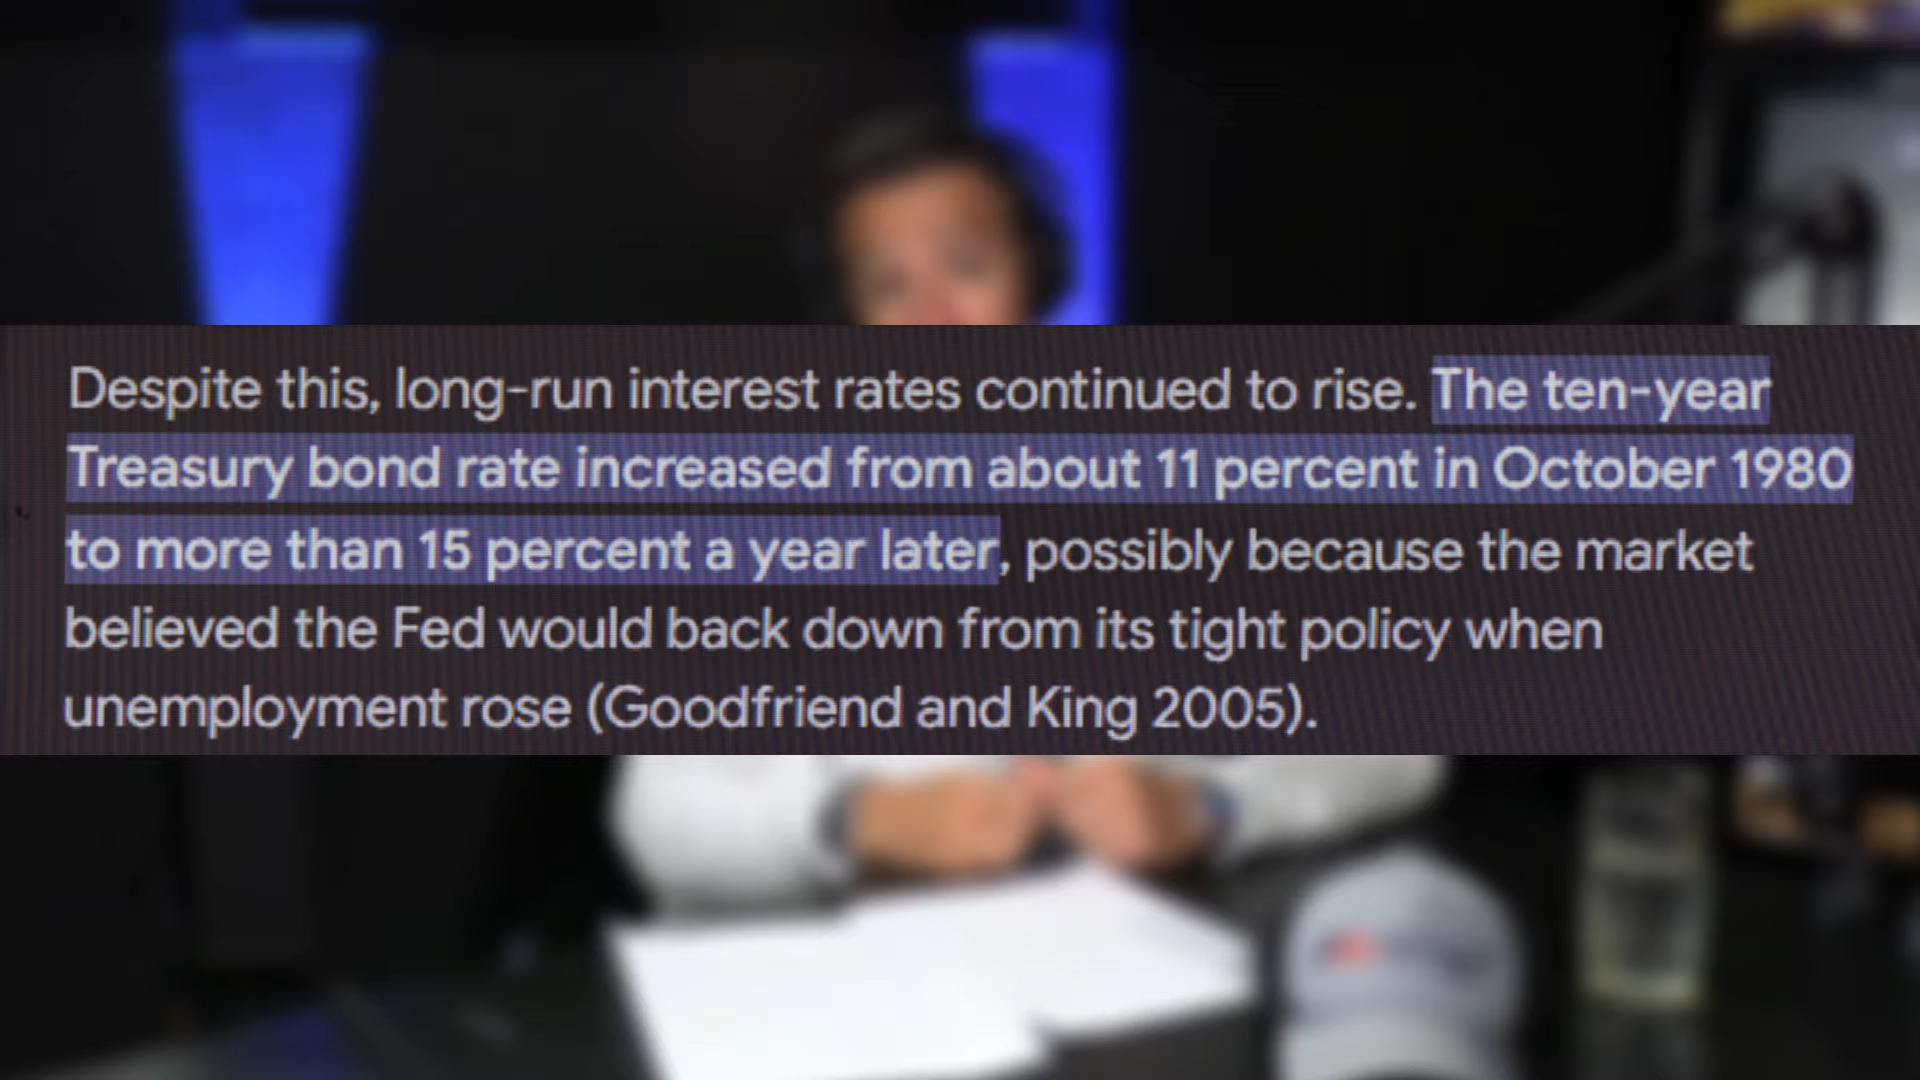 Despite this, long-run interest rates continued to rise. The ten-year
Treasury bond rate increased from about 11 percent in October 1980
to more than 15 percent a year later, possibly because the market
believed the Fed would back down from its tight policy when
unemployment rose (Goodfriend and King 2005).